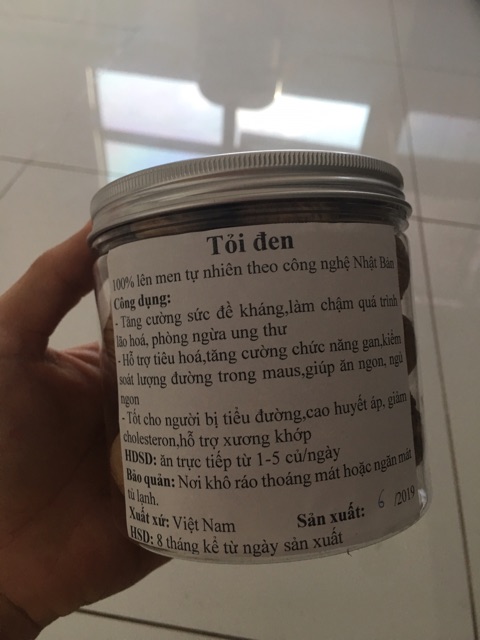 Tỏi đen
100% lên men tự nhiên theo công nghệ Nhật Bản
Công dụng:
- Tăng cường sức đề kháng,làm chậm quá trình
lão hoá, phòng ngừa ung thư
- Hỗ trợ tiêu hoá,tăng cường chức năng gan,kiểm
soát lượng đường trong maus,giúp ăn ngon, ngủ
ngon
- Tốt cho người bị tiểu đường,cao huyết áp, giảm
cholesteron,hỗ trợ xương khớp
HDSD: ăn trực tiếp từ 1-5 củ/ngày
Bảo quản: Nơi khô ráo thoáng mát hoặc ngăn mát
tủ lạnh.
Xuất xứ: Việt Nam Sản xuất: 6 /2019
HSD: 8 tháng kể từ ngày sản xuất